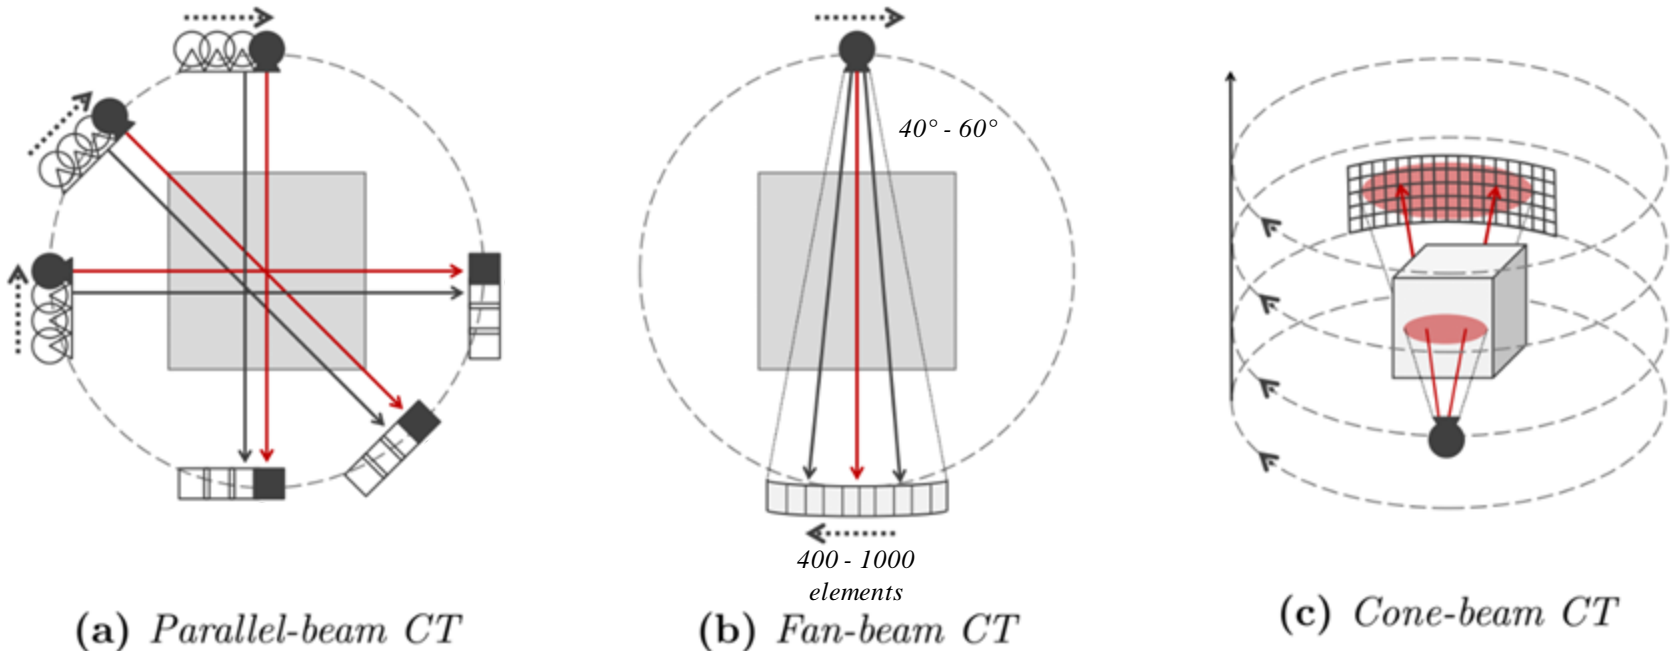 40° - 60°
400 - 1000
elements
(a) Parallel-beam CT
(b) Fan-beam CT
(c) Cone-beam CT